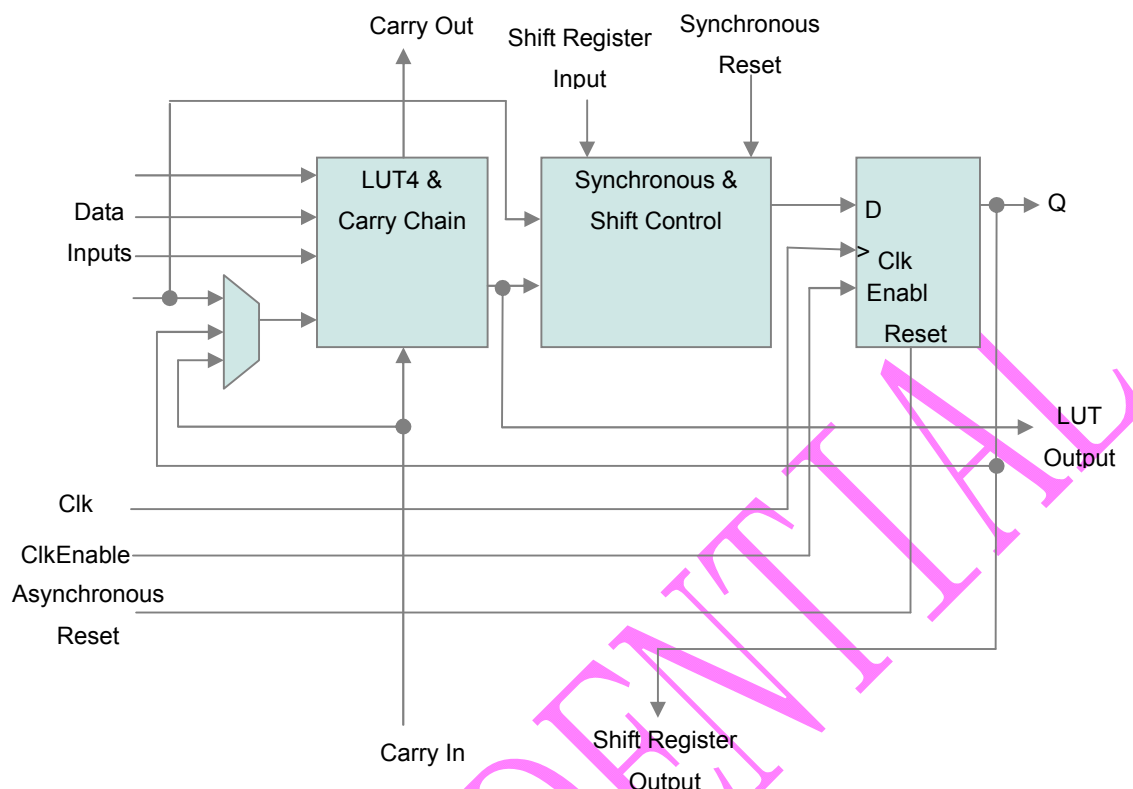 Carry Out
Shift Register
Input
Synchronous
Reset
LUT4 &
Carry Chain
Synchronous &
Shift Control
Data
Inputs
D
> Clk
Enabl
Reset
Q
LUT
Output
Clk
ClkEnable
Asynchronous
Reset
Carry In
Shift Register
Output
DENTIAL